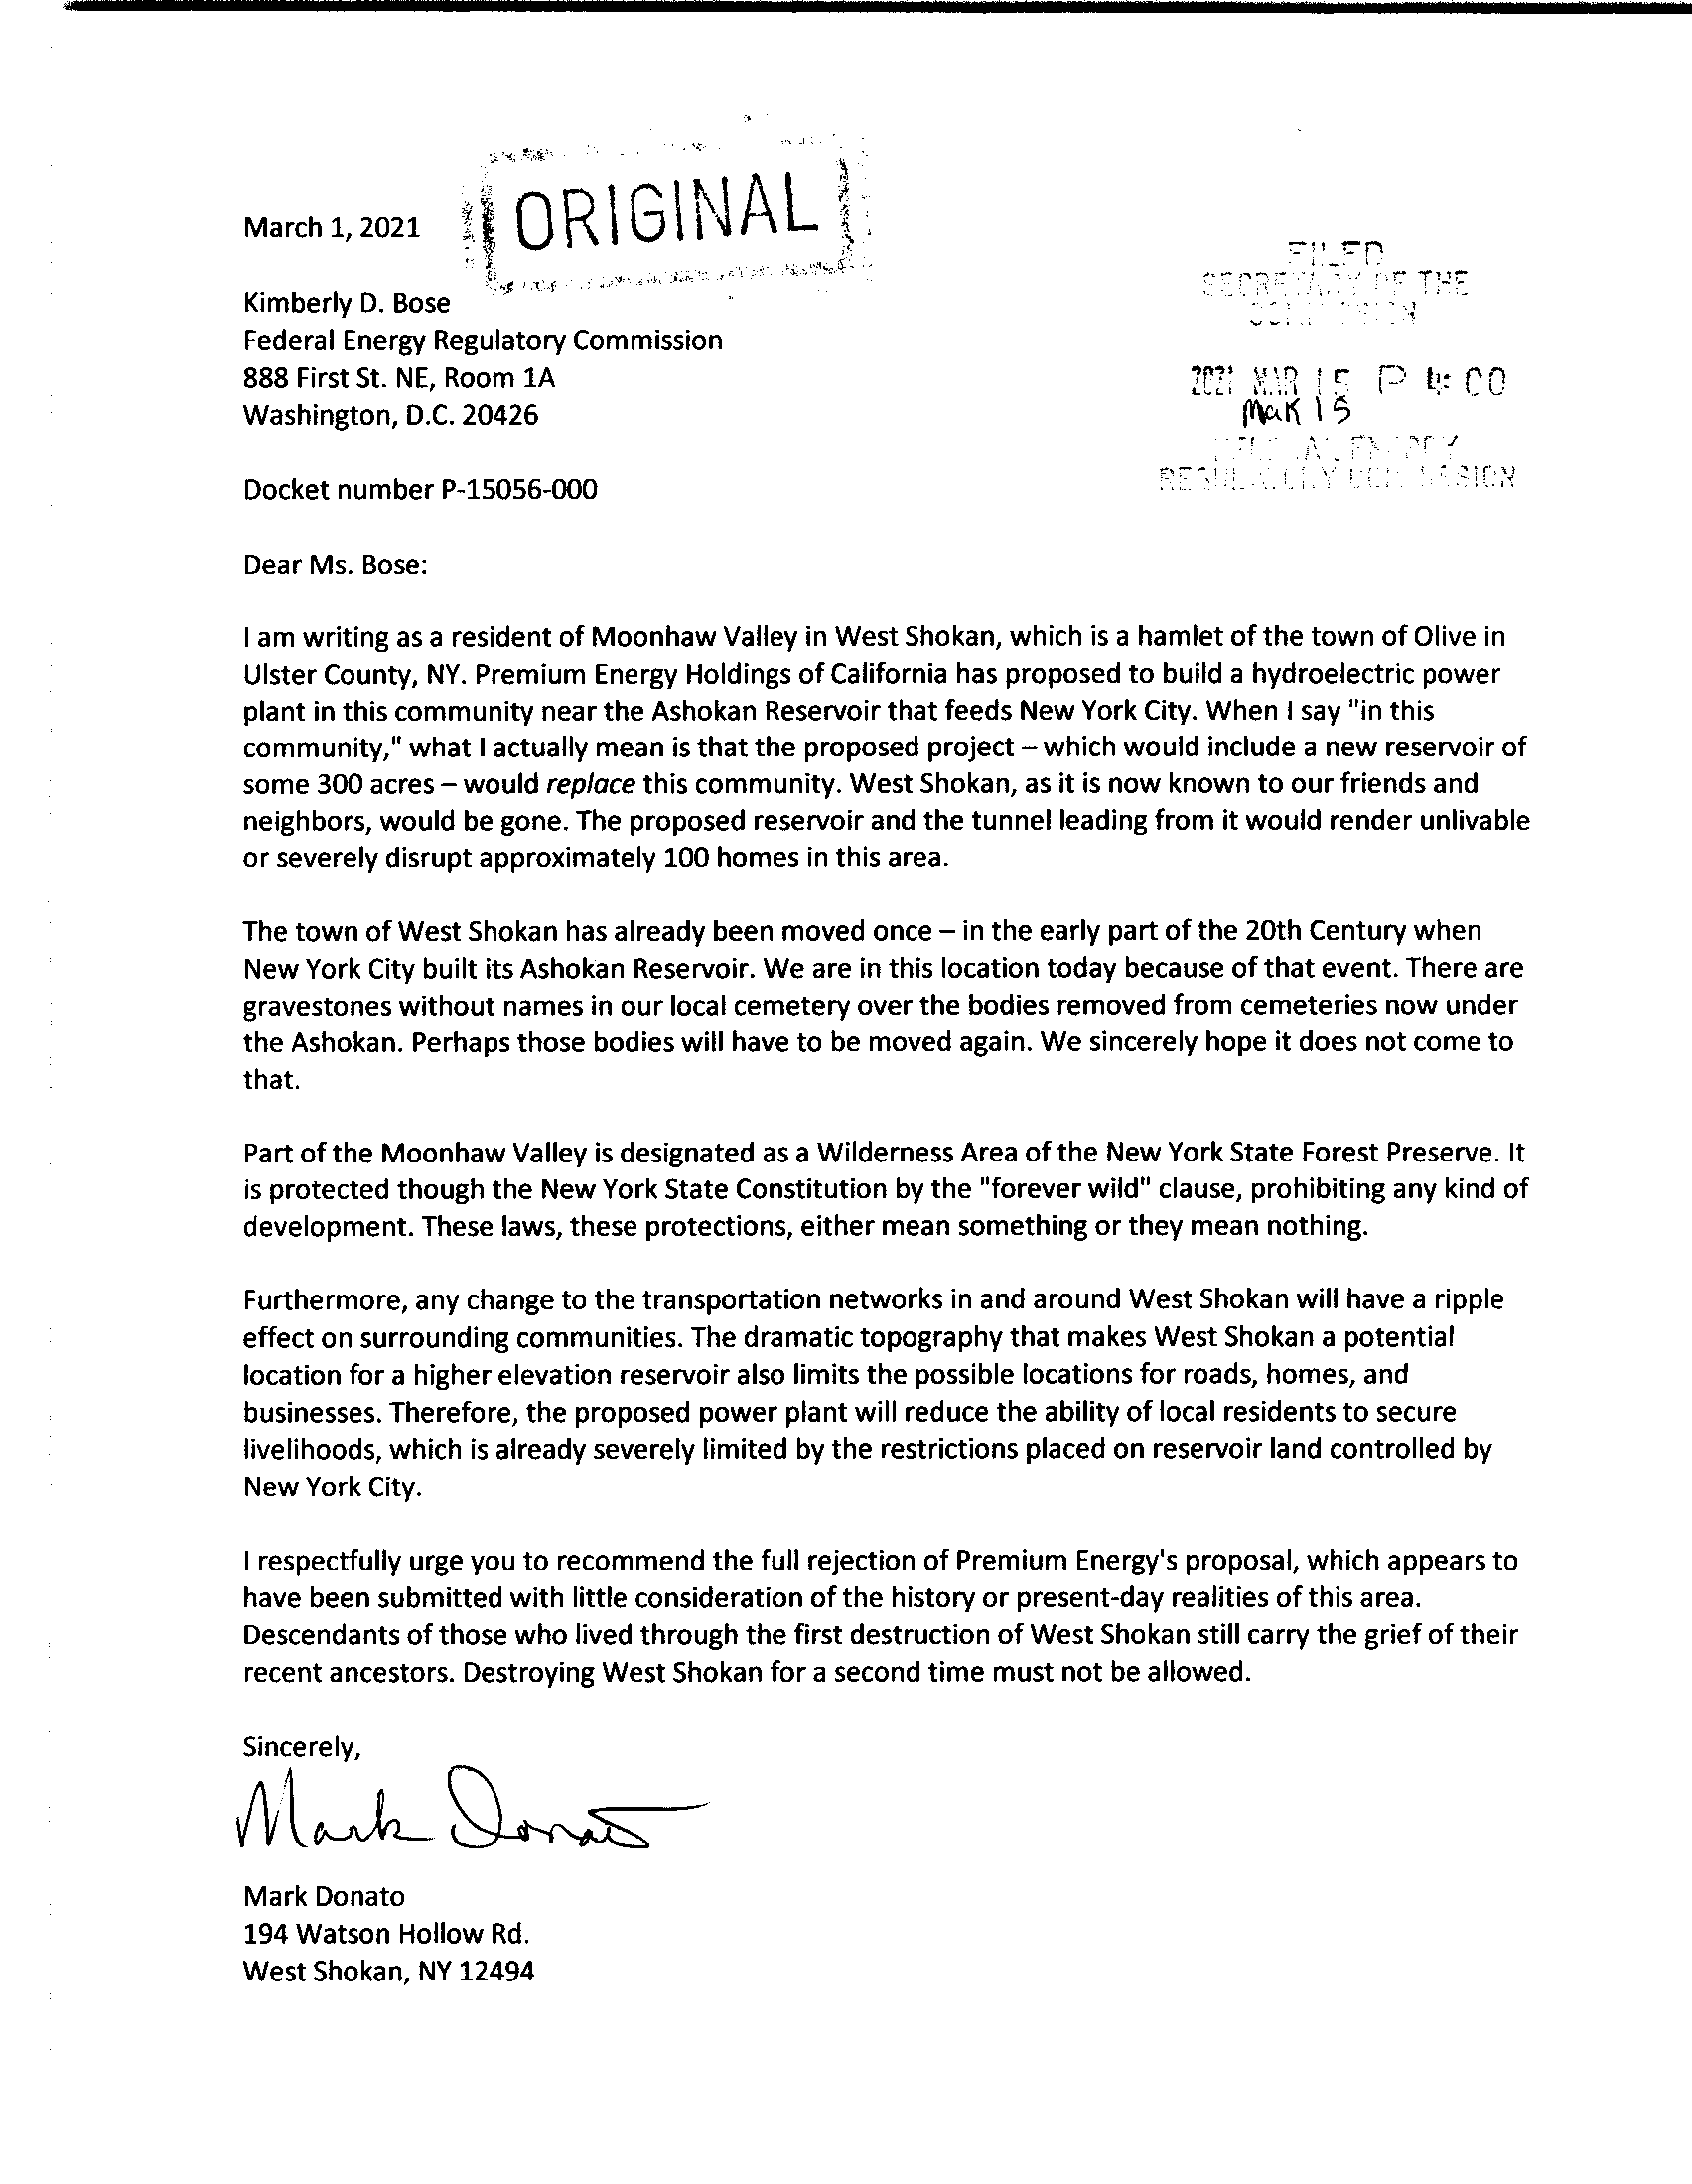 ORIGINAL
March 1, 2021
FILED
SECRETARY OF THE
COMMISSION
Kimberly D. Bose
Federal Energy Regulatory Commission
888 First St. NE, Room 1A
2021 MAR 15 P 4: 00
Washington, D.C. 20426
Mar 15
FEDERAL ENERGY
REGULATORY COMMISSION
Docket number P-15056-000
Dear Ms. Bose:
I am writing as a resident of Moonhaw Valley in West Shokan, which is a hamlet of the town of Olive in
Ulster County, NY. Premium Energy Holdings of California has proposed to build a hydroelectric power
plant in this community near the Ashokan Reservoir that feeds New York City. When I say "in this
community," what I actually mean is that the proposed project – which would include a new reservoir of
some 300 acres – would replace this community. West Shokan, as it is now known to our friends and
neighbors, would be gone. The proposed reservoir and the tunnel leading from it would render unlivable
or severely disrupt approximately 100 homes in this area.
The town of West Shokan has already been moved once – in the early part of the 20th Century when
New York City built its Ashokan Reservoir. We are in this location today because of that event. There are
gravestones without names in our local cemetery over the bodies removed from cemeteries now under
the Ashokan. Perhaps those bodies will have to be moved again. We sincerely hope it does not come to
that.
Part of the Moonhaw Valley is designated as a Wilderness Area of the New York State Forest Preserve. It
is protected though the New York State Constitution by the "forever wild" clause, prohibiting any kind of
development. These laws, these protections, either mean something or they mean nothing.
Furthermore, any change to the transportation networks in and around West Shokan will have a ripple
effect on surrounding communities. The dramatic topography that makes West Shokan a potential
location for a higher elevation reservoir also limits the possible locations for roads, homes, and
businesses. Therefore, the proposed power plant will reduce the ability of local residents to secure
livelihoods, which is already severely limited by the restrictions placed on reservoir land controlled by
New York City.
I respectfully urge you to recommend the full rejection of Premium Energy's proposal, which appears to
have been submitted with little consideration of the history or present-day realities of this area.
Descendants of those who lived through the first destruction of West Shokan still carry the grief of their
recent ancestors. Destroying West Shokan for a second time must not be allowed.
Sincerely,
Mark Donato
Mark Donato
194 Watson Hollow Rd.
West Shokan, NY 12494